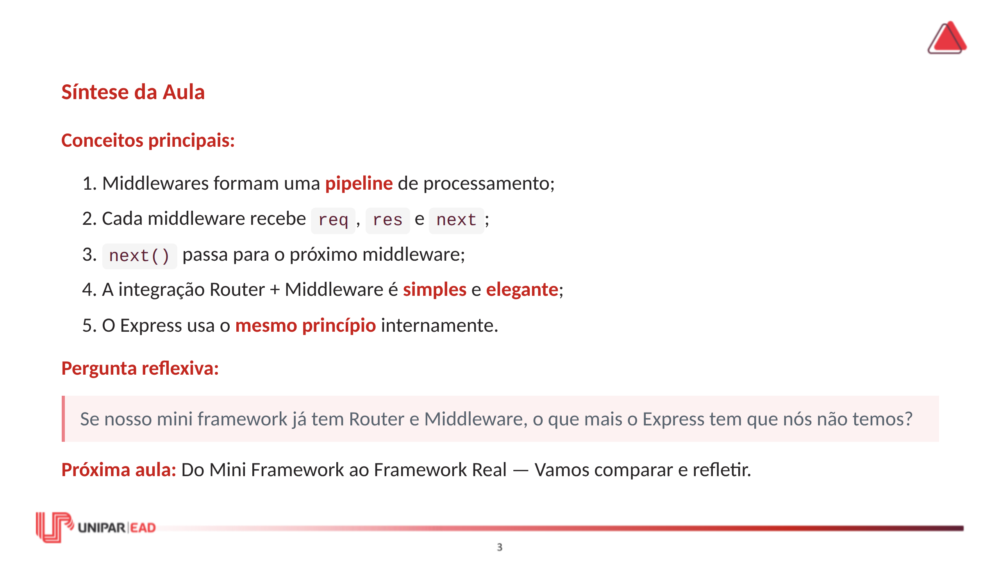 Síntese da Aula
Conceitos principais:
1. Middlewares formam uma pipeline de processamento;
2. Cada middleware recebe req, res e next;
3. next() passa para o próximo middleware;
4. A integração Router + Middleware é simples e elegante;
5. O Express usa o mesmo princípio internamente.
Pergunta reflexiva:
Se nosso mini framework já tem Router e Middleware, o que mais o Express tem que nós não temos?
Próxima aula: Do Mini Framework ao Framework Real — Vamos comparar e refletir.
UNIPAR|EAD
3